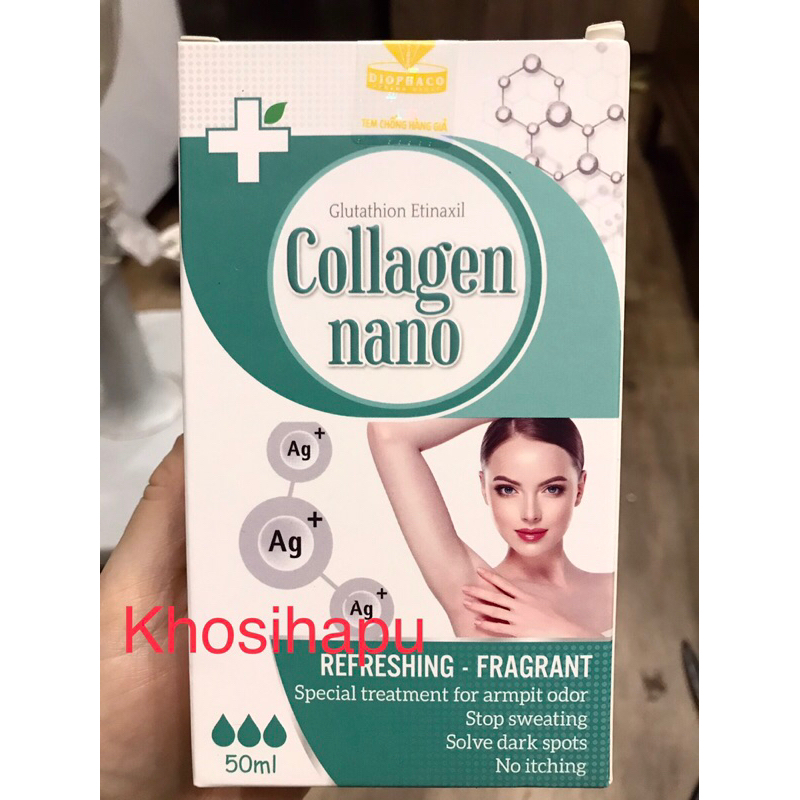 DIOPHACO
TEM CHỐNG HÀNG GIẢ
Glutathion Etinaxil
Collagen
nano
Ag+
Ag+
Ag+
Khosihapu
REFRESHING - FRAGRANT
Special treatment for armpit odor
Stop sweating
Solve dark spots
No itching
50ml